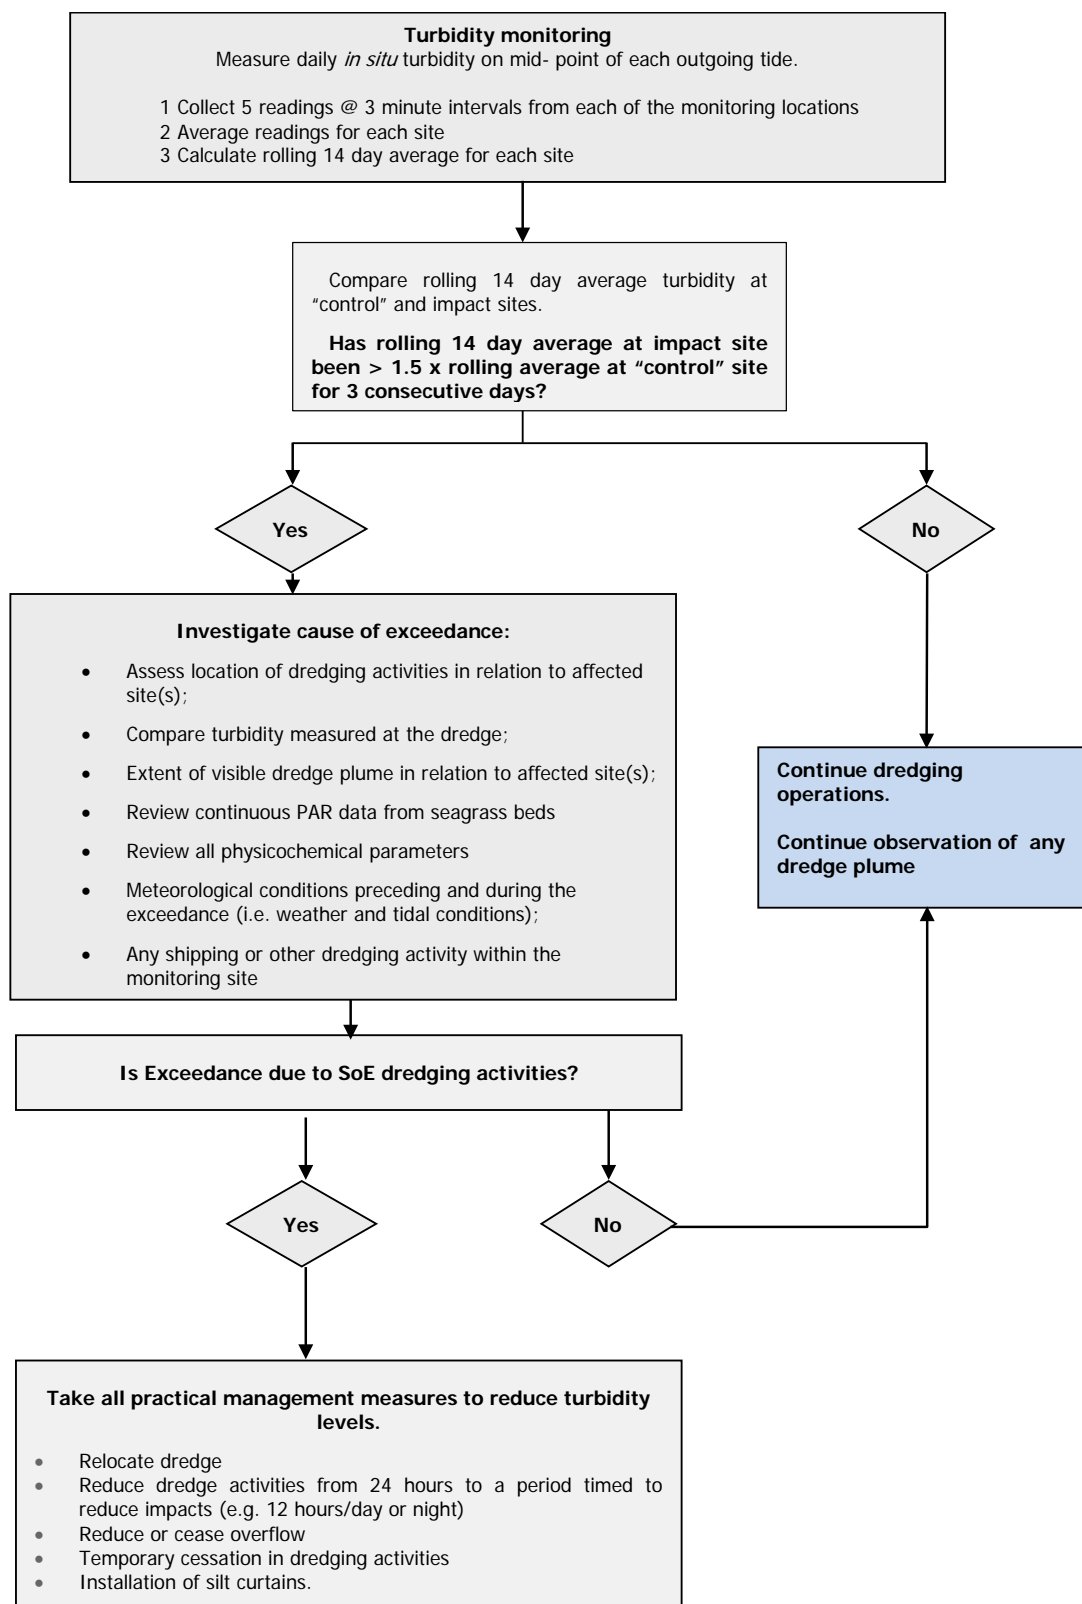 Turbidity monitoring
Measure daily in situ turbidity on mid- point of each outgoing tide.
1 Collect 5 readings @ 3 minute intervals from each of the monitoring locations
2 Average readings for each site
3 Calculate rolling 14 day average for each site
Compare rolling 14 day average turbidity at
“control” and impact sites.
Has rolling 14 day average at impact site
been > 1.5 x rolling average at “control” site
for 3 consecutive days?
Yes
No
Investigate cause of exceedance:
• Assess location of dredging activities in relation to affected
site(s);
• Compare turbidity measured at the dredge;
• Extent of visible dredge plume in relation to affected site(s);
• Review continuous PAR data from seagrass beds
• Review all physicochemical parameters
• Meteorological conditions preceding and during the
exceedance (i.e. weather and tidal conditions);
• Any shipping or other dredging activity within the
monitoring site
Continue dredging
operations.
Continue observation of any
dredge plume
Is Exceedance due to SoE dredging activities?
Yes
No
Take all practical management measures to reduce turbidity
levels.
• Relocate dredge
• Reduce dredge activities from 24 hours to a period timed to
reduce impacts (e.g. 12 hours/day or night)
• Reduce or cease overflow
• Temporary cessation in dredging activities
• Installation of silt curtains.